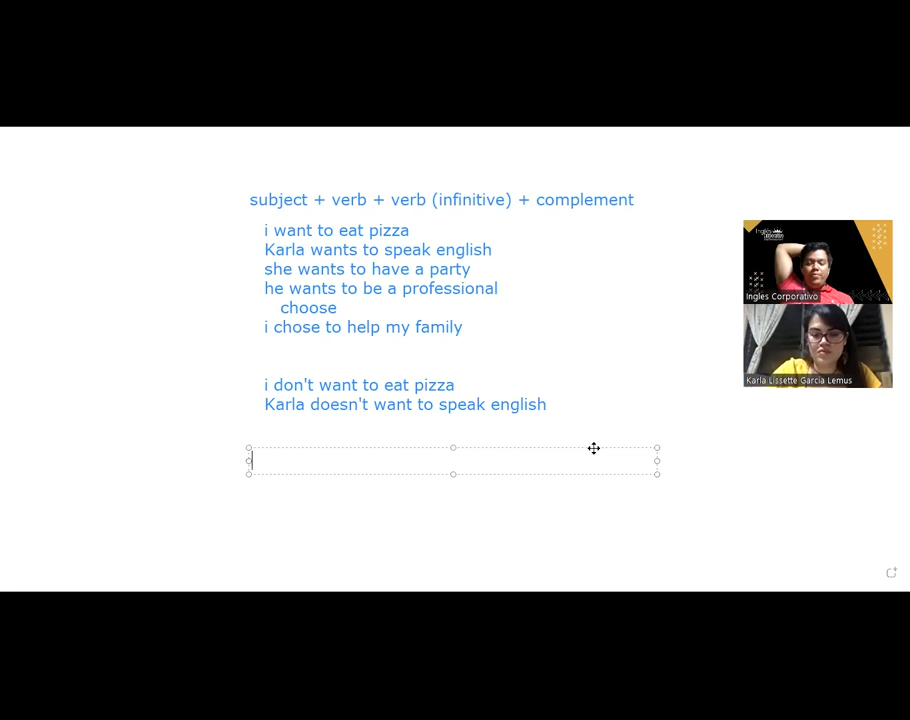 subject + verb + verb (infinitive) + complement
i want to eat pizza
Karla wants to speak english
she wants to have a party
he wants to be a professional
choose
i chose to help my family
i don't want to eat pizza
Karla doesn't want to speak english
Ingles Corporativo
Karla Lissette Garcia Lemus